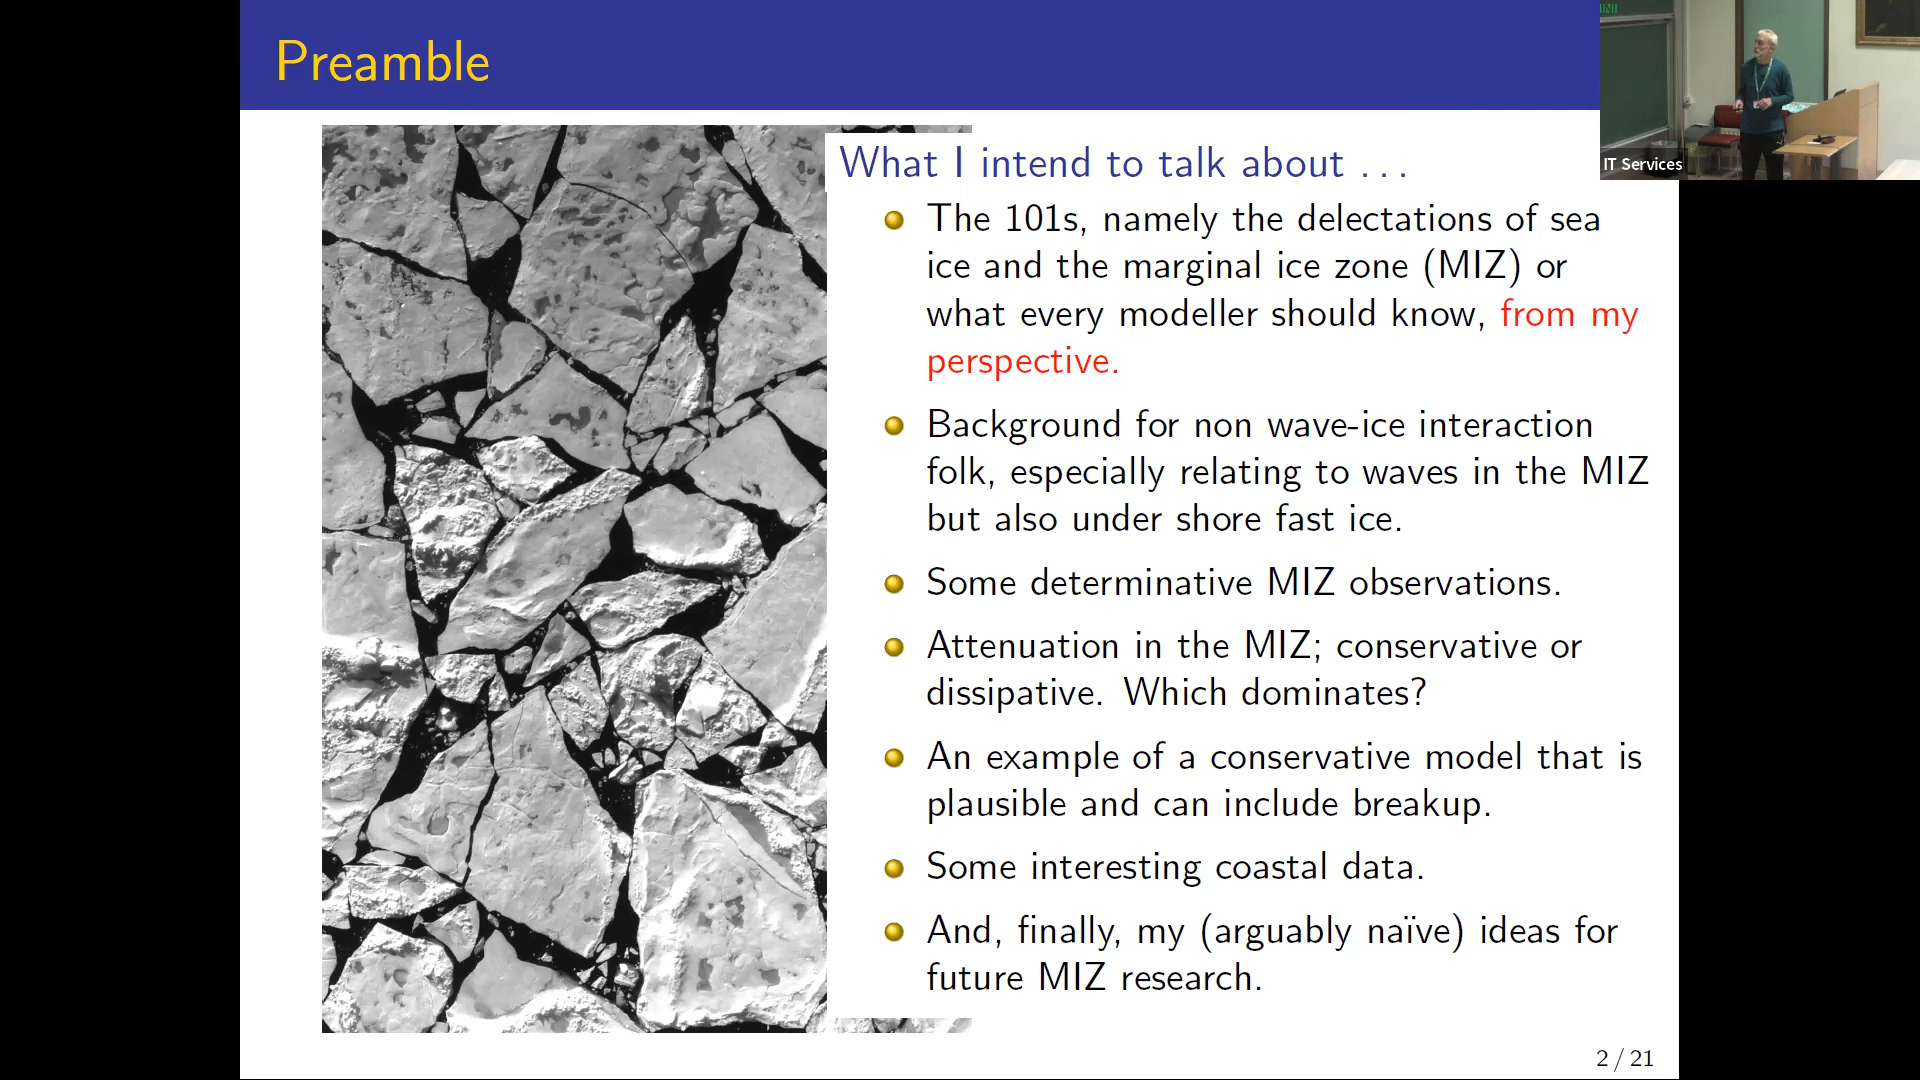 Preamble
INI
IT Services
What I intend to talk about ...
The 101s, namely the delectations of sea
ice and the marginal ice zone (MIZ) or
what every modeller should know, from my
perspective.
Background for non wave-ice interaction
folk, especially relating to waves in the MIZ
but also under shore fast ice.
Some determinative MIZ observations.
Attenuation in the MIZ; conservative or
dissipative. Which dominates?
An example of a conservative model that is
plausible and can include breakup.
Some interesting coastal data.
And, finally, my (arguably naïve) ideas for
future MIZ research.
2 / 21